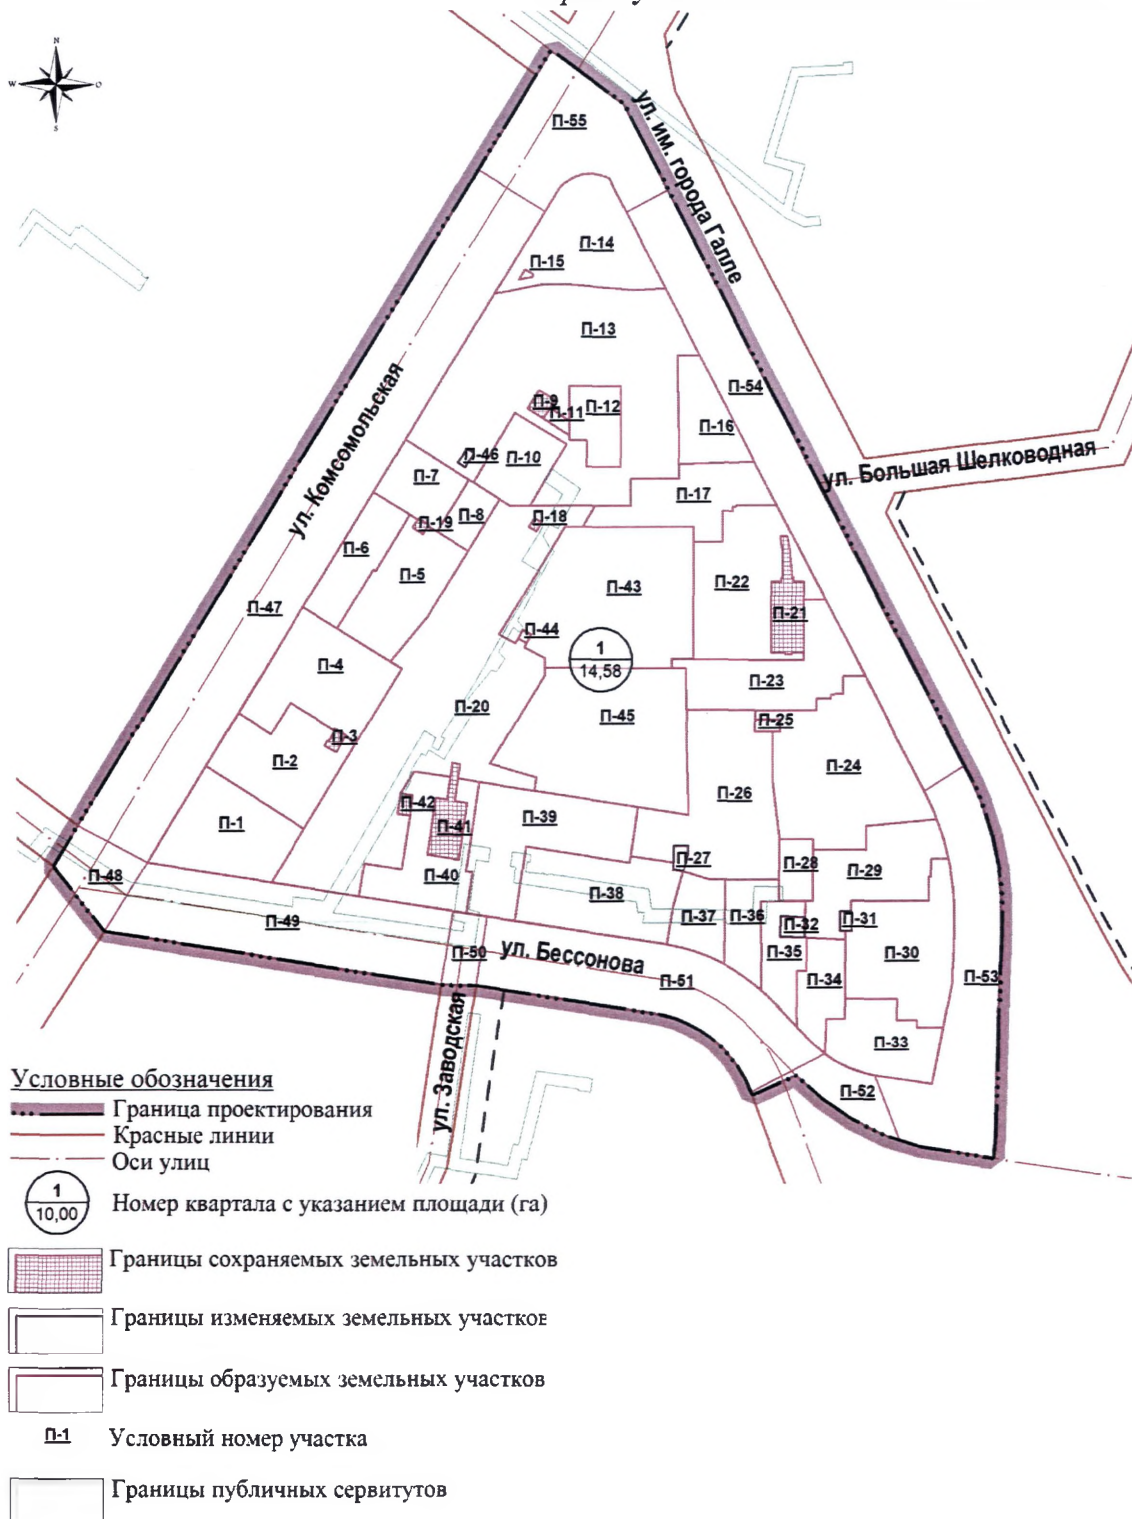 N
W
O
S
П-55
ул. им. города Галле
П-14
П-15
П-13
ул. Комсомольская
П-54
П-9
П-11
П-12
П-16
П-46
П-10
П-7
ул. Большая Шелководная
П-17
П-8
П-18
П-19
П-6
П-5
П-43
П-22
П-47
П-21
П-44
П-4
1
14,58
П-23
П-20
П-45
П-25
П-3
П-2
П-24
П-26
П-42
П-39
П-1
П-41
П-27
П-28
П-29
П-48
П-40
П-38
П-49
П-37
П-36
П-32
П-31
П-50
ул. Бессонова
П-35
П-30
П-51
П-34
П-53
ул. Заводская
П-33
П-52
Условные обозначения
Граница проектирования
Красные линии
Оси улиц
1
10,00
Номер квартала с указанием площади (га)
Границы сохраняемых земельных участков
Границы изменяемых земельных участков
Границы образуемых земельных участков
П-1
Условный номер участка
Границы публичных сервитутов